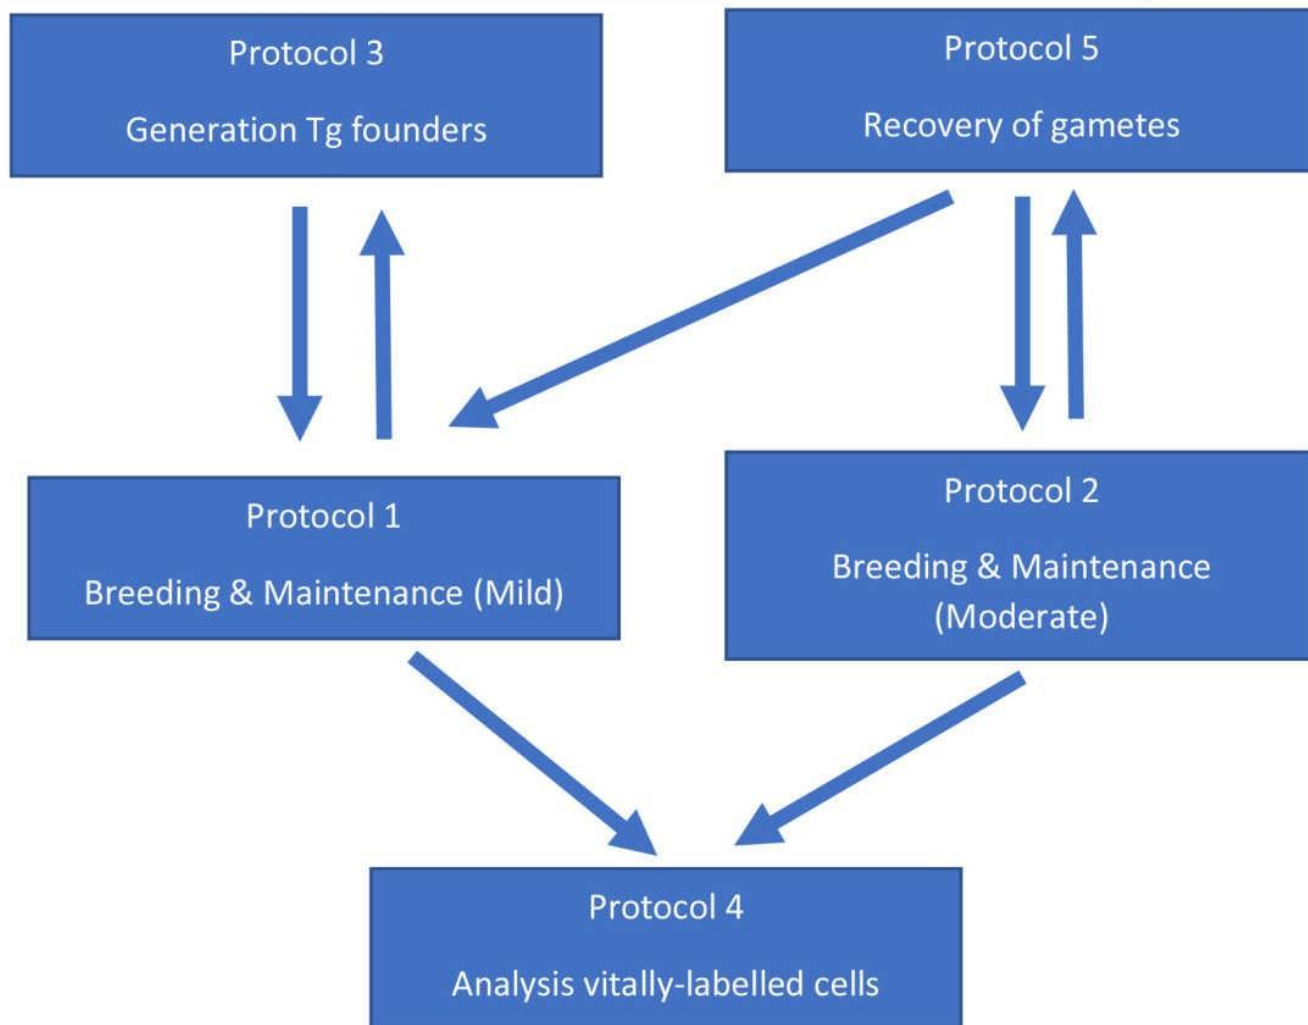 Protocol 3
Generation Tg founders
Protocol 5
Recovery of gametes
Protocol 1
Breeding & Maintenance (Mild)
Protocol 2
Breeding & Maintenance
(Moderate)
Protocol 4
Analysis vitally-labelled cells